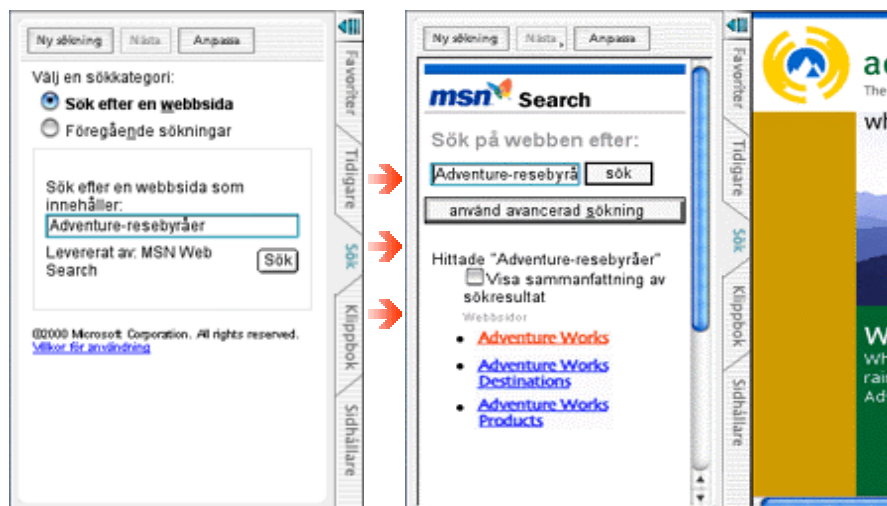 Ny sökning Nästa Anpassa
Välj en sökkategori:
Sök efter en webbsida
Föregående sökningar
Sök efter en webbsida som
innehåller:
Adventure-resebyråer
Levererat av: MSN Web
Search
Sök
©2000 Microsoft Corporation. All rights reserved.
Villkor för användning
Favoriter
Tidigare
Sök
Klippbok
Sidhållare
Ny sökning Nästa Anpassa
msn Search
Sök på webben efter:
Adventure-resebyrå sök
använd avancerad sökning
Hittade "Adventure-resebyråer"
Visa sammanfattning av
sökresultat
Webbsidor
Adventure Works
Adventure Works
Destinations
Adventure Works
Products
Favoriter
Tidigare
Sök
Klippbok
Sidhållare
The